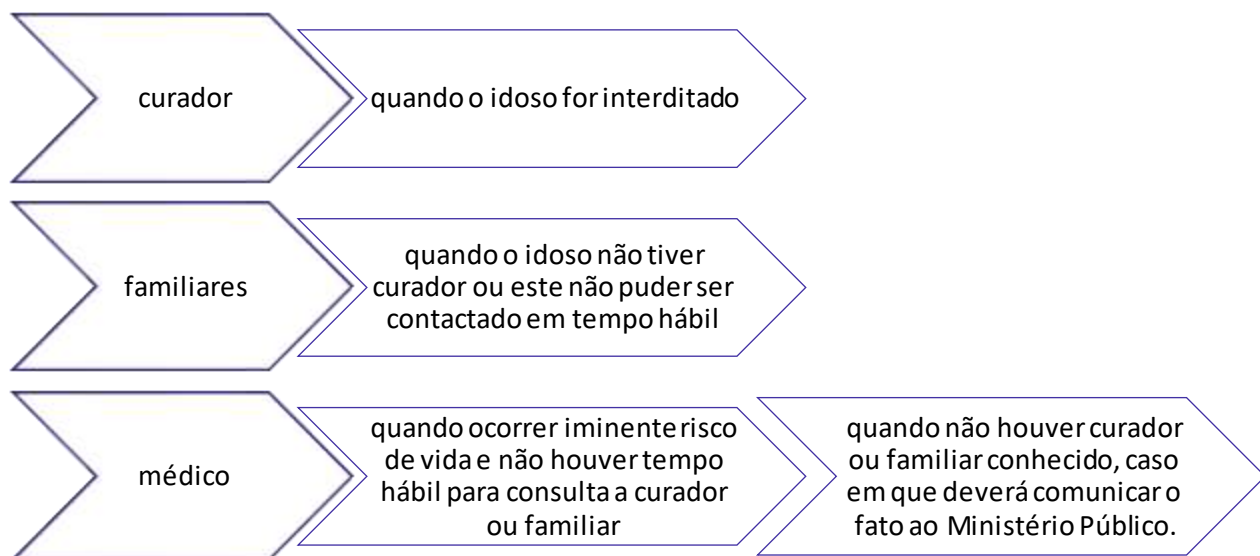 curador
quando o idoso for interditado
familiares
quando o idoso não tiver
curador ou este não puder ser
contactado em tempo hábil
médico
quando ocorrer iminente risco
de vida e não houver tempo
hábil para consulta a curador
ou familiar
quando não houver curador
ou familiar conhecido, caso
em que deverá comunicar o
fato ao Ministério Público.